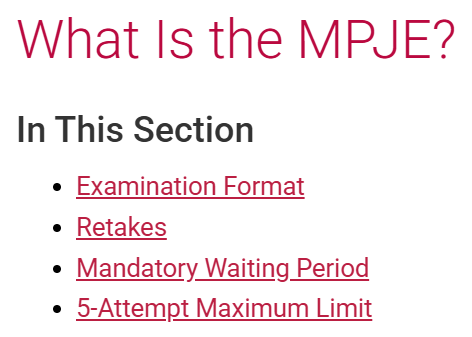 What Is the MPJE?
In This Section
Examination Format
Retakes
Mandatory Waiting Period
5-Attempt Maximum Limit